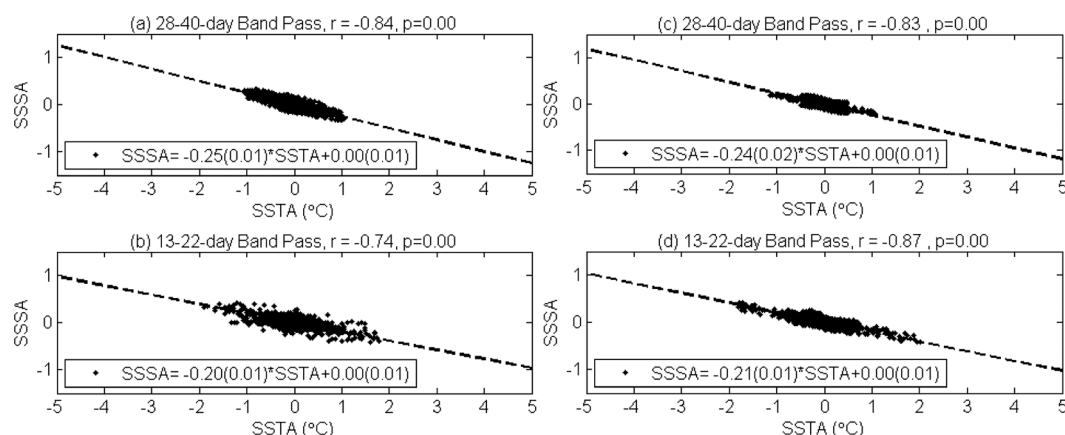 (a) 28-40-day Band Pass, r = -0.84, p=0.00
1
0
-1
SSSA
SSSA= -0.25(0.01)*SSTA+0.00(0.01)
-5 -4 -3 -2 -1 0 1 2 3 4 5
SSTA (°C)
(b) 13-22-day Band Pass, r = -0.74, p=0.00
1
0
-1
SSSA
SSSA= -0.20(0.01)*SSTA+0.00(0.01)
-5 -4 -3 -2 -1 0 1 2 3 4 5
SSTA (°C)
(c) 28-40-day Band Pass, r = -0.83 , p=0.00
1
0
-1
SSSA
SSSA= -0.24(0.02)*SSTA+0.00(0.01)
-5 -4 -3 -2 -1 0 1 2 3 4 5
SSTA (°C)
(d) 13-22-day Band Pass, r = -0.87 , p=0.00
1
0
-1
SSSA
SSSA= -0.21(0.01)*SSTA+0.00(0.01)
-5 -4 -3 -2 -1 0 1 2 3 4 5
SSTA (°C)